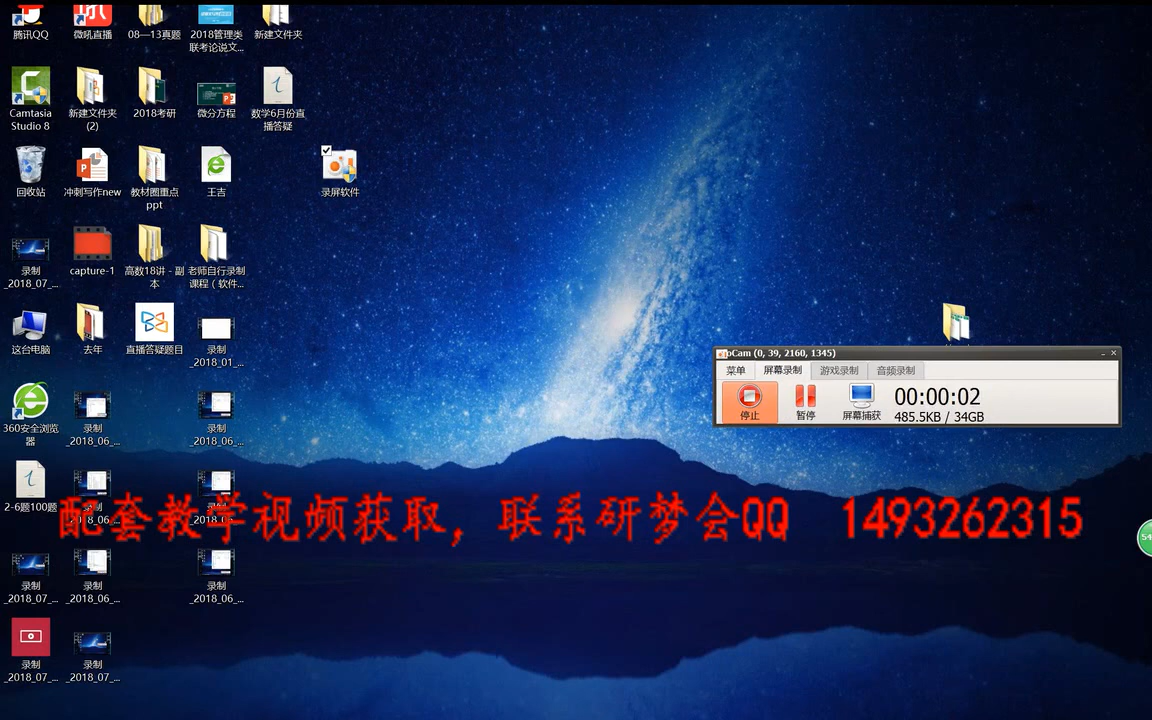 腾讯QQ
微吼直播
08—13真题
2018管理类
联考论说文...
新建文件夹
Camtasia
Studio 8
新建文件夹
(2)
2018考研
微分方程
数学6月份直
播答疑
回收站
冲刺写作new
教材圈重点
ppt
王吉
录屏软件
录制
_2018_07_...
capture-1
高数18讲 - 副
本
老师自行录制
课程（软件...
这台电脑
去年
直播答疑题目
录制
_2018_01_...
oCam (0, 39, 2160, 1345)
菜单
屏幕录制
游戏录制
音频录制
停止
暂停
屏幕捕获
00:00:02
485.5KB / 34GB
360安全浏览
器
录制
_2018_06_...
录制
_2018_06_...
2-6题100题
配套教学视频获取，联系研梦会QQ 1493262315
54
录制
_2018_07_...
录制
_2018_06_...
录制
_2018_06_...
录制
_2018_07_...
录制
_2018_07_...